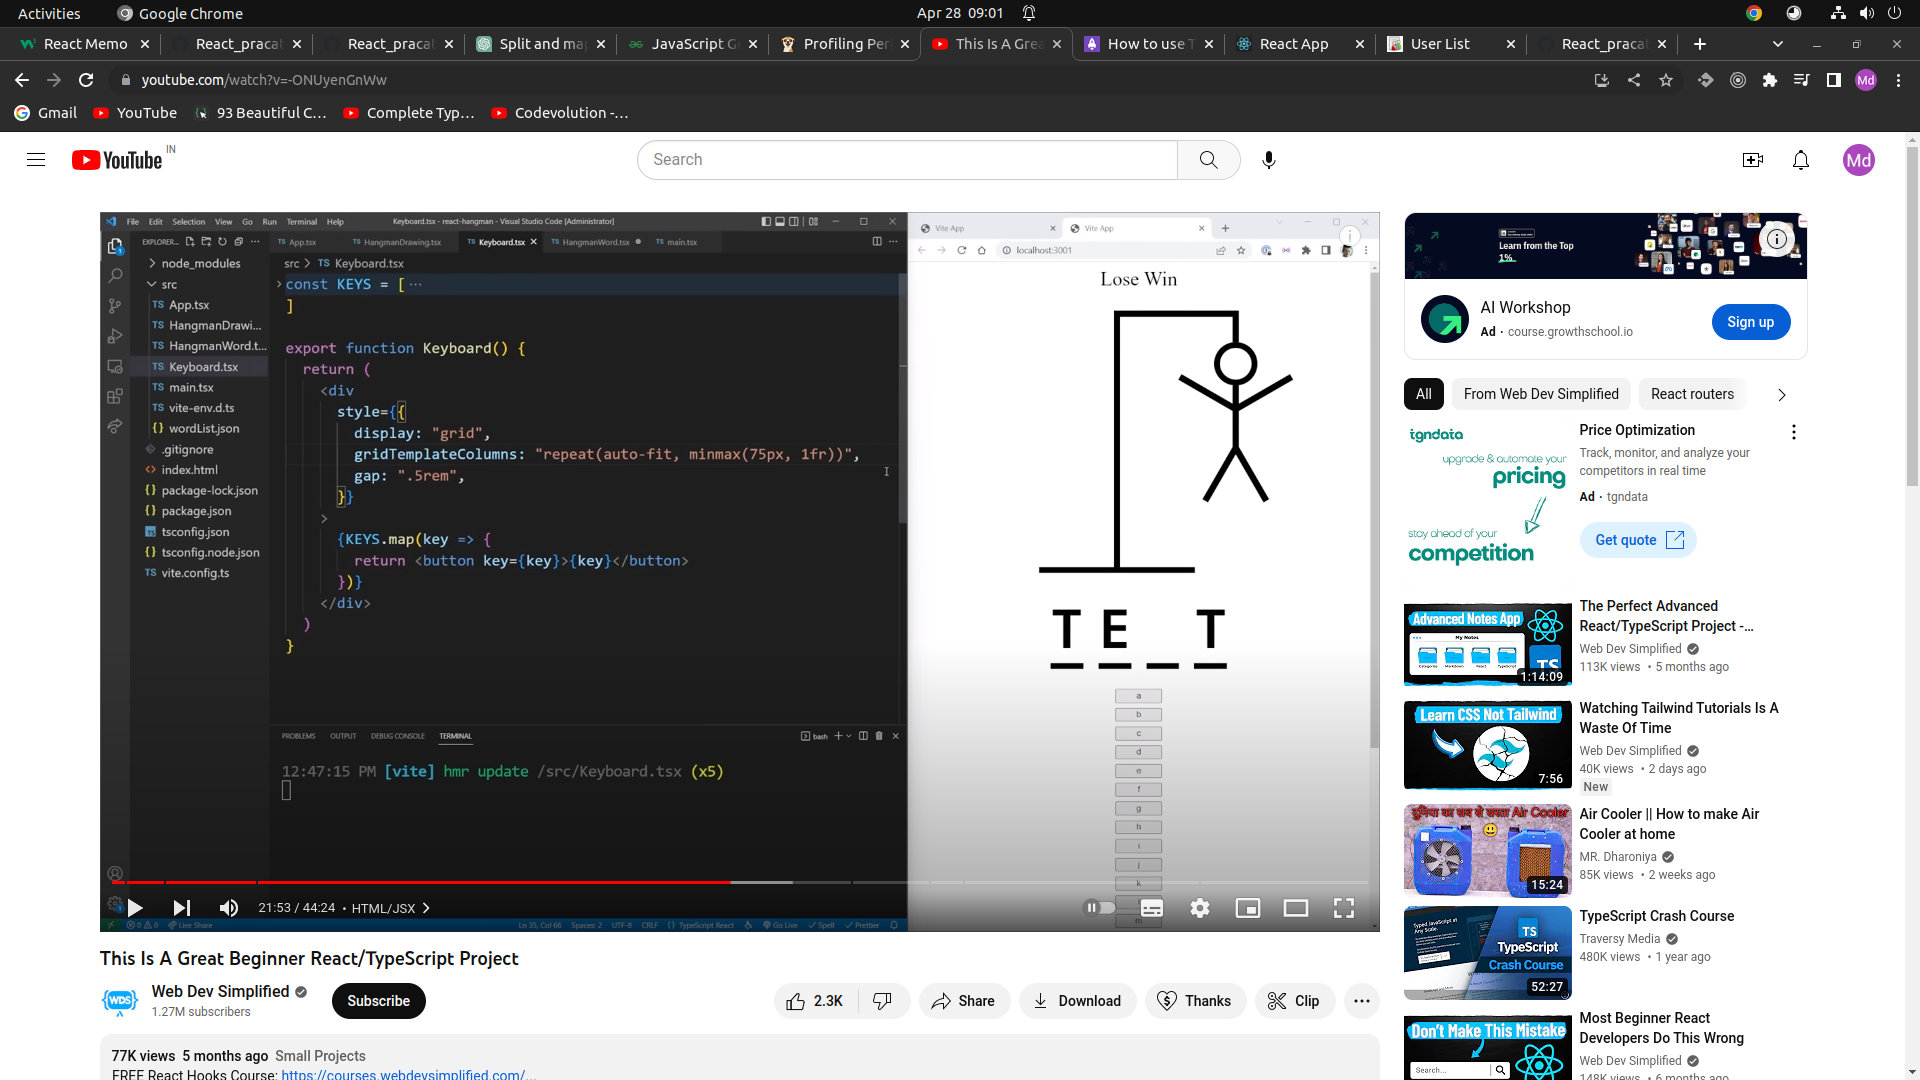 Activities
Google Chrome
Apr 28 09:01
React Memo
React_pracat
React_pracat
Split and ma
JavaScript G
Profiling Per
This Is A Grea
How to use T
React App
User List
React_pracat
youtube.com/watch?v=-ONUyenGnWw
Md
Gmail
YouTube
93 Beautiful C...
Complete Typ...
Codevolution -...
YouTube IN
Search
Md
File Edit Selection View Go Run Terminal Help
Keyboard.tsx - react-hangman - Visual Studio Code [Administrator]
EXPLORER...
App.tsx
HangmanDrawing.tsx
Keyboard.tsx
HangmanWord.tsx
main.tsx
node_modules
src
TS App.tsx
TS HangmanDrawi...
TS HangmanWord.t...
TS Keyboard.tsx
TS main.tsx
TS vite-env.d.ts
{} wordList.json
.gitignore
<> index.html
{} package-lock.json
{} package.json
tsconfig.json
{} tsconfig.node.json
TS vite.config.ts
src > TS Keyboard.tsx
const KEYS = [ ...
]
export function Keyboard() {
return (
<div
style={{
display: "grid",
gridTemplateColumns: "repeat(auto-fit, minmax(75px, 1fr))",
gap: ".5rem",
}}
>
{KEYS.map(key => {
return <button key={key}>{key}</button>
})}
</div>
)
}
PROBLEMS OUTPUT DEBUG CONSOLE TERMINAL
bash
12:47:15 PM [vite] hmr update /src/Keyboard.tsx (x5)
Live Share
Ln 35, Col 66 Spaces: 2 UTF-8 CRLF TypeScript React Go Live Spell Prettier
Vite App
Vite App
localhost:3001
Lose Win
T E T
a
b
c
d
e
f
g
h
i
j
k
m
21:53 / 44:24 • HTML/JSX
This Is A Great Beginner React/TypeScript Project
WDS
Web Dev Simplified
1.27M subscribers
Subscribe
2.3K
Share
Download
Thanks
Clip
77K views 5 months ago Small Projects
FREE React Hooks Course: https://courses.webdevsimplified.com/...
Learn from the Top
1%
AI Workshop
Ad · course.growthschool.io
Sign up
All
From Web Dev Simplified
React routers
tgndata
upgrade & automate your
pricing
stay ahead of your
competition
Price Optimization
Track, monitor, and analyze your
competitors in real time
Ad · tgndata
Get quote
Advanced Notes App
My Notes
TS
1:14:09
The Perfect Advanced
React/TypeScript Project -...
Web Dev Simplified
113K views • 5 months ago
Learn CSS Not Tailwind
7:56
Watching Tailwind Tutorials Is A
Waste Of Time
Web Dev Simplified
40K views • 2 days ago
New
दुनिया का सब से सस्ता Air Cooler
15:24
Air Cooler || How to make Air
Cooler at home
MR. Dharoniya
85K views • 2 weeks ago
TS
TypeScript
Crash Course
52:27
TypeScript Crash Course
Traversy Media
480K views • 1 year ago
Don't Make This Mistake
Search...
Most Beginner React
Developers Do This Wrong
Web Dev Simplified
148K views • 6 months ago